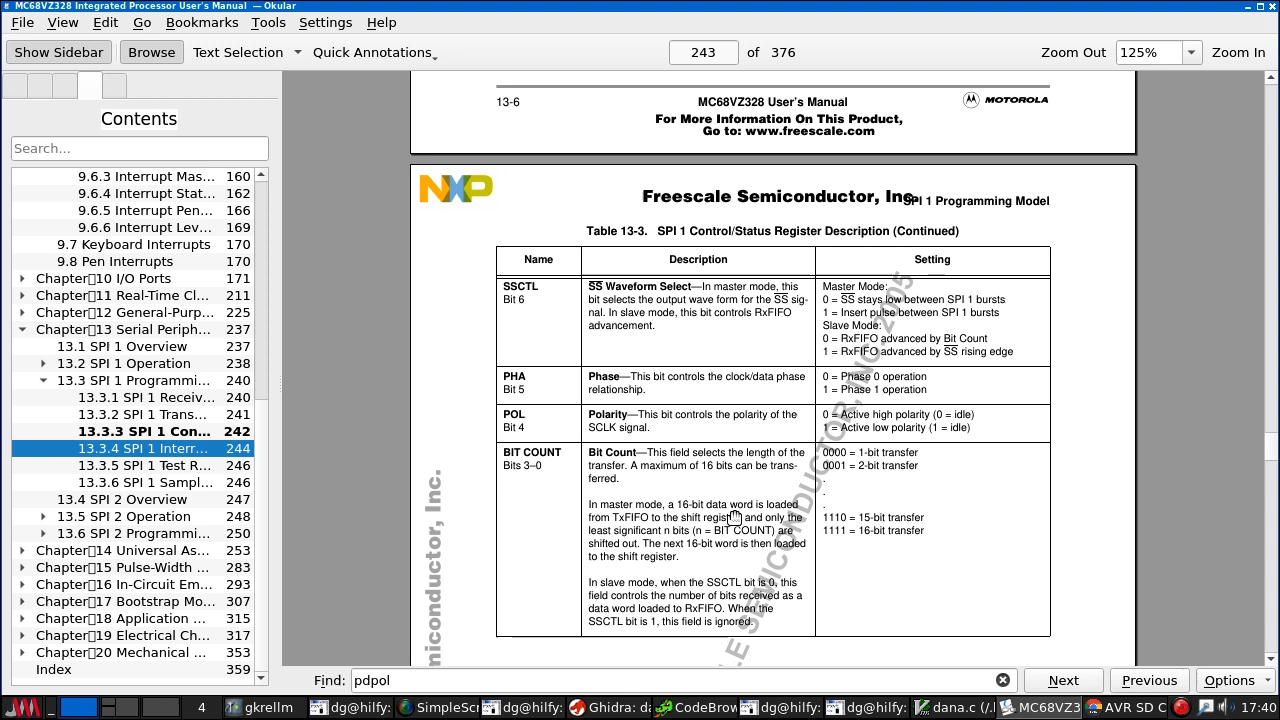 MC68VZ328 Integrated Processor User's Manual — Okular
File View Edit Go Bookmarks Tools Settings Help
Show Sidebar Browse Text Selection Quick Annotations 243 of 376 Zoom Out 125% Zoom In
Contents
Search...
9.6.3 Interrupt Mas... 160
9.6.4 Interrupt Stat... 162
9.6.5 Interrupt Pen... 166
9.6.6 Interrupt Lev... 169
9.7 Keyboard Interrupts 170
9.8 Pen Interrupts 170
Chapter 10 I/O Ports 171
Chapter 11 Real-Time Cl... 211
Chapter 12 General-Purp... 225
Chapter 13 Serial Periph... 237
13.1 SPI 1 Overview 237
13.2 SPI 1 Operation 238
13.3 SPI 1 Programmi... 240
13.3.1 SPI 1 Receiv... 240
13.3.2 SPI 1 Trans... 241
13.3.3 SPI 1 Con... 242
13.3.4 SPI 1 Interr... 244
13.3.5 SPI 1 Test R... 246
13.3.6 SPI 1 Sampl... 246
13.4 SPI 2 Overview 247
13.5 SPI 2 Operation 248
13.6 SPI 2 Programmi... 250
Chapter 14 Universal As... 253
Chapter 15 Pulse-Width ... 283
Chapter 16 In-Circuit Em... 293
Chapter 17 Bootstrap Mo... 307
Chapter 18 Application ... 315
Chapter 19 Electrical Ch... 317
Chapter 20 Mechanical ... 353
Index 359
13-6 MC68VZ328 User's Manual MOTOROLA
For More Information On This Product,
Go to: www.freescale.com
NXP
Freescale Semiconductor, Inc.
SPI 1 Programming Model
Table 13-3. SPI 1 Control/Status Register Description (Continued)
Name Description Setting
SSCTL
Bit 6
SS Waveform Select—In master mode, this
bit selects the output wave form for the SS sig-
nal. In slave mode, this bit controls RxFIFO
advancement.
Master Mode:
0 = SS stays low between SPI 1 bursts
1 = Insert pulse between SPI 1 bursts
Slave Mode:
0 = RxFIFO advanced by Bit Count
1 = RxFIFO advanced by SS rising edge
PHA
Bit 5
Phase—This bit controls the clock/data phase
relationship.
0 = Phase 0 operation
1 = Phase 1 operation
POL
Bit 4
Polarity—This bit controls the polarity of the
SCLK signal.
0 = Active high polarity (0 = idle)
1 = Active low polarity (1 = idle)
BIT COUNT
Bits 3–0
Bit Count—This field selects the length of the
transfer. A maximum of 16 bits can be trans-
ferred.
In master mode, a 16-bit data word is loaded
from TxFIFO to the shift register, and only the
least significant n bits (n = BIT COUNT) are
shifted out. The next 16-bit word is then loaded
to the shift register.
In slave mode, when the SSCTL bit is 0, this
field controls the number of bits received as a
data word loaded to RxFIFO. When the
SSCTL bit is 1, this field is ignored.
0000 = 1-bit transfer
0001 = 2-bit transfer
.
.
.
1110 = 15-bit transfer
1111 = 16-bit transfer
miconductor, Inc.
LE SEMICONDUCTOR, INC. 2005
Find: pdpol Next Previous Options
4 gkrellm dg@hilfy: SimpleScr dg@hilfy: Ghidra: da CodeBrow dg@hilfy: dg@hilfy: dana.c (/. MC68VZ3 AVR SD C 17:40